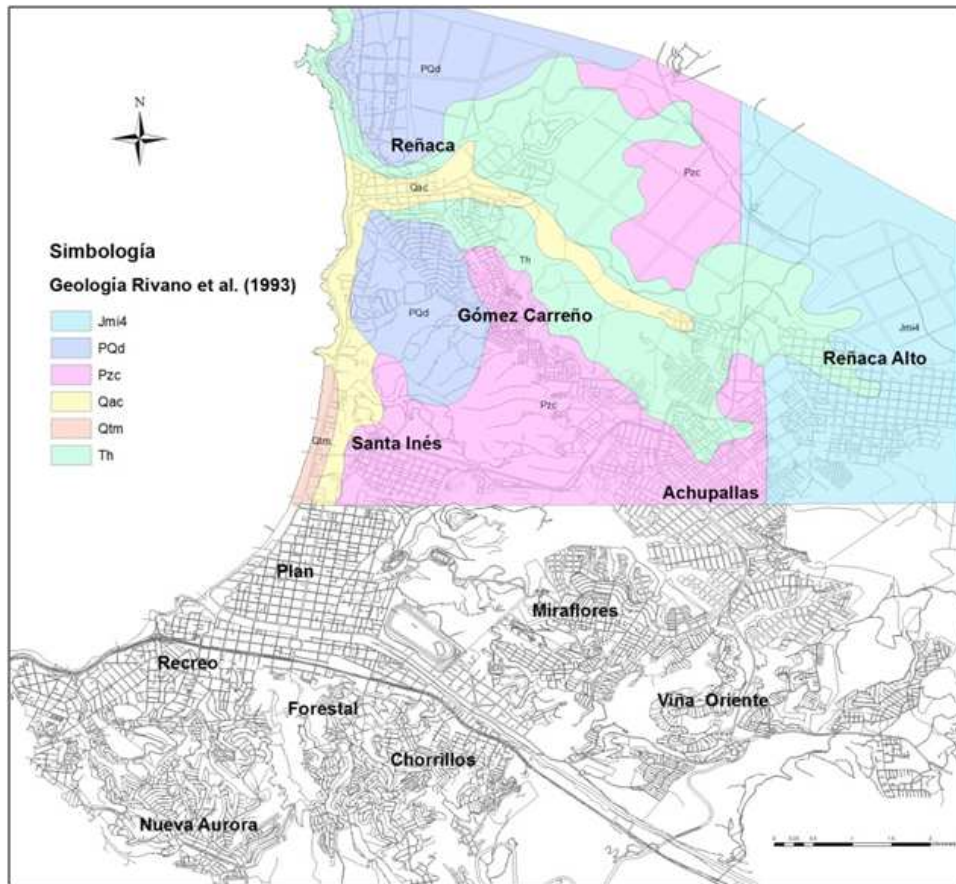 PQd
N
Reñaca
Pzc
Qac
Simbología
Geología Rivano et al. (1993)
Th
Jmi4
PQd
Pzc
Qac
Qtm
Th
PQd
Gómez Carreño
Jmi4
Reñaca Alto
Pzc
Qtm
Santa Inés
Achupallas
Plan
Miraflores
Recreo
Viña Oriente
Forestal
Chorrillos
Nueva Aurora